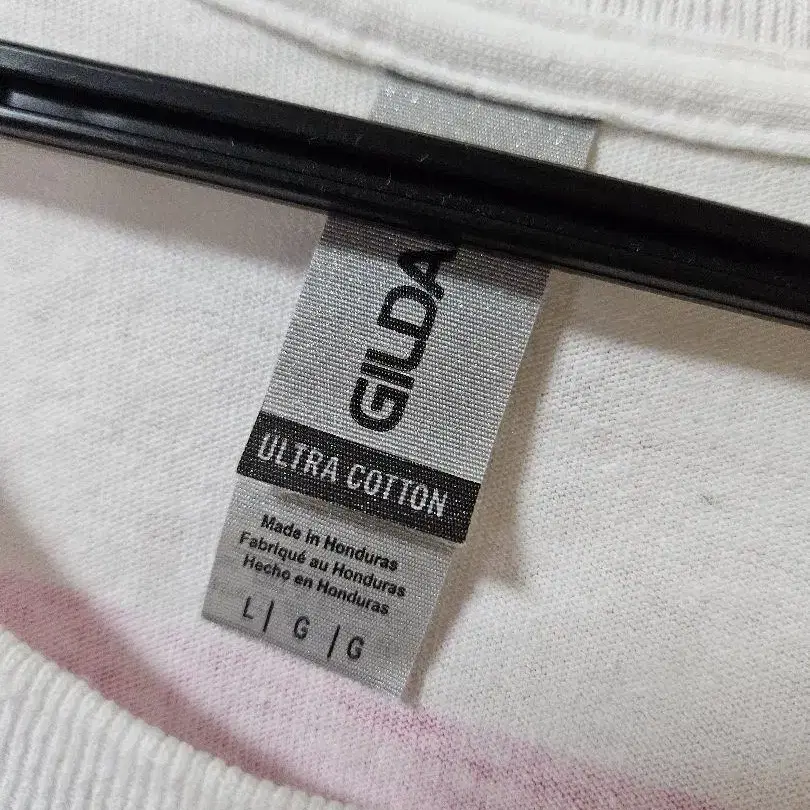 GILDA
ULTRA COTTON
Made in Honduras
Fabriqué au Honduras
Hecho en Honduras
L | G | G